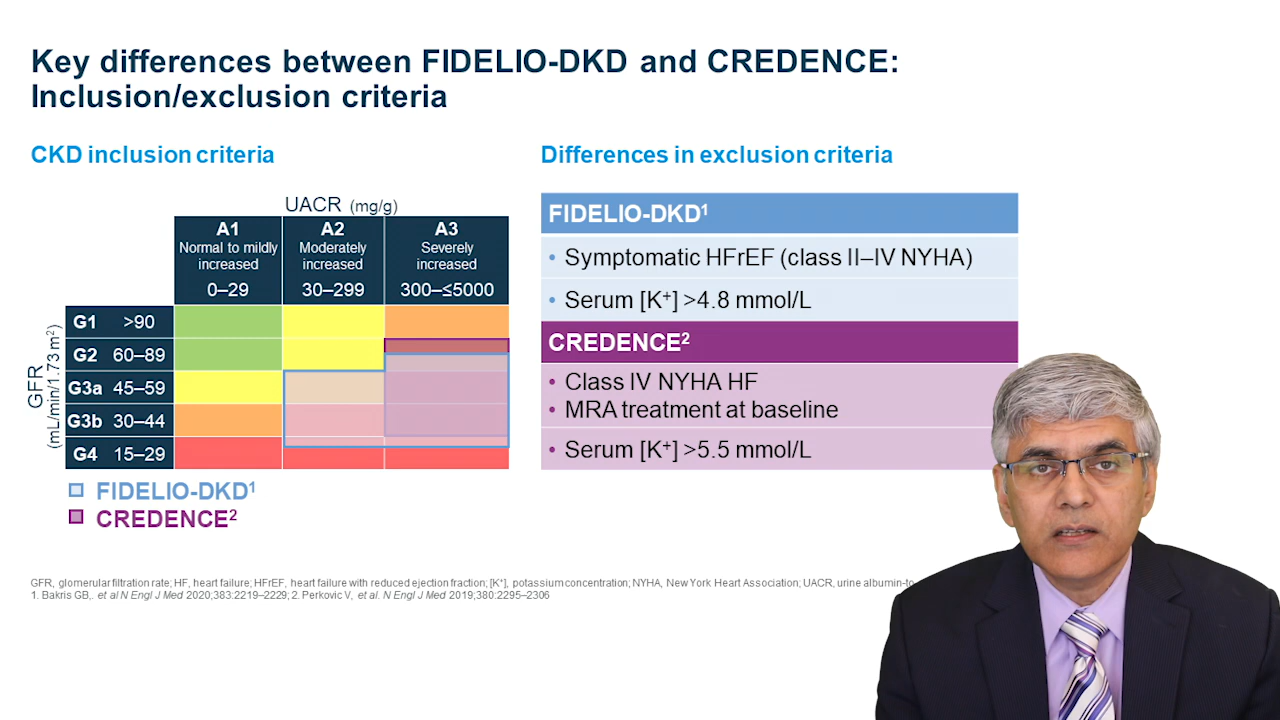 Key differences between FIDELIO-DKD and CREDENCE:
Inclusion/exclusion criteria
CKD inclusion criteria
UACR (mg/g)
A1
Normal to mildly
increased
0–29
A2
Moderately
increased
30–299
A3
Severely
increased
300–≤5000
GFR
(mL/min/1.73 m²)
G1 >90
G2 60–89
G3a 45–59
G3b 30–44
G4 15–29
FIDELIO-DKD¹
CREDENCE²
Differences in exclusion criteria
FIDELIO-DKD¹
• Symptomatic HFrEF (class II–IV NYHA)
• Serum [K⁺] >4.8 mmol/L
CREDENCE²
• Class IV NYHA HF
• MRA treatment at baseline
• Serum [K⁺] >5.5 mmol/L
GFR, glomerular filtration rate; HF, heart failure; HFrEF, heart failure with reduced ejection fraction; [K⁺], potassium concentration; NYHA, New York Heart Association; UACR, urine albumin-to
1. Bakris GB,. et al N Engl J Med 2020;383:2219–2229; 2. Perkovic V, et al. N Engl J Med 2019;380:2295–2306